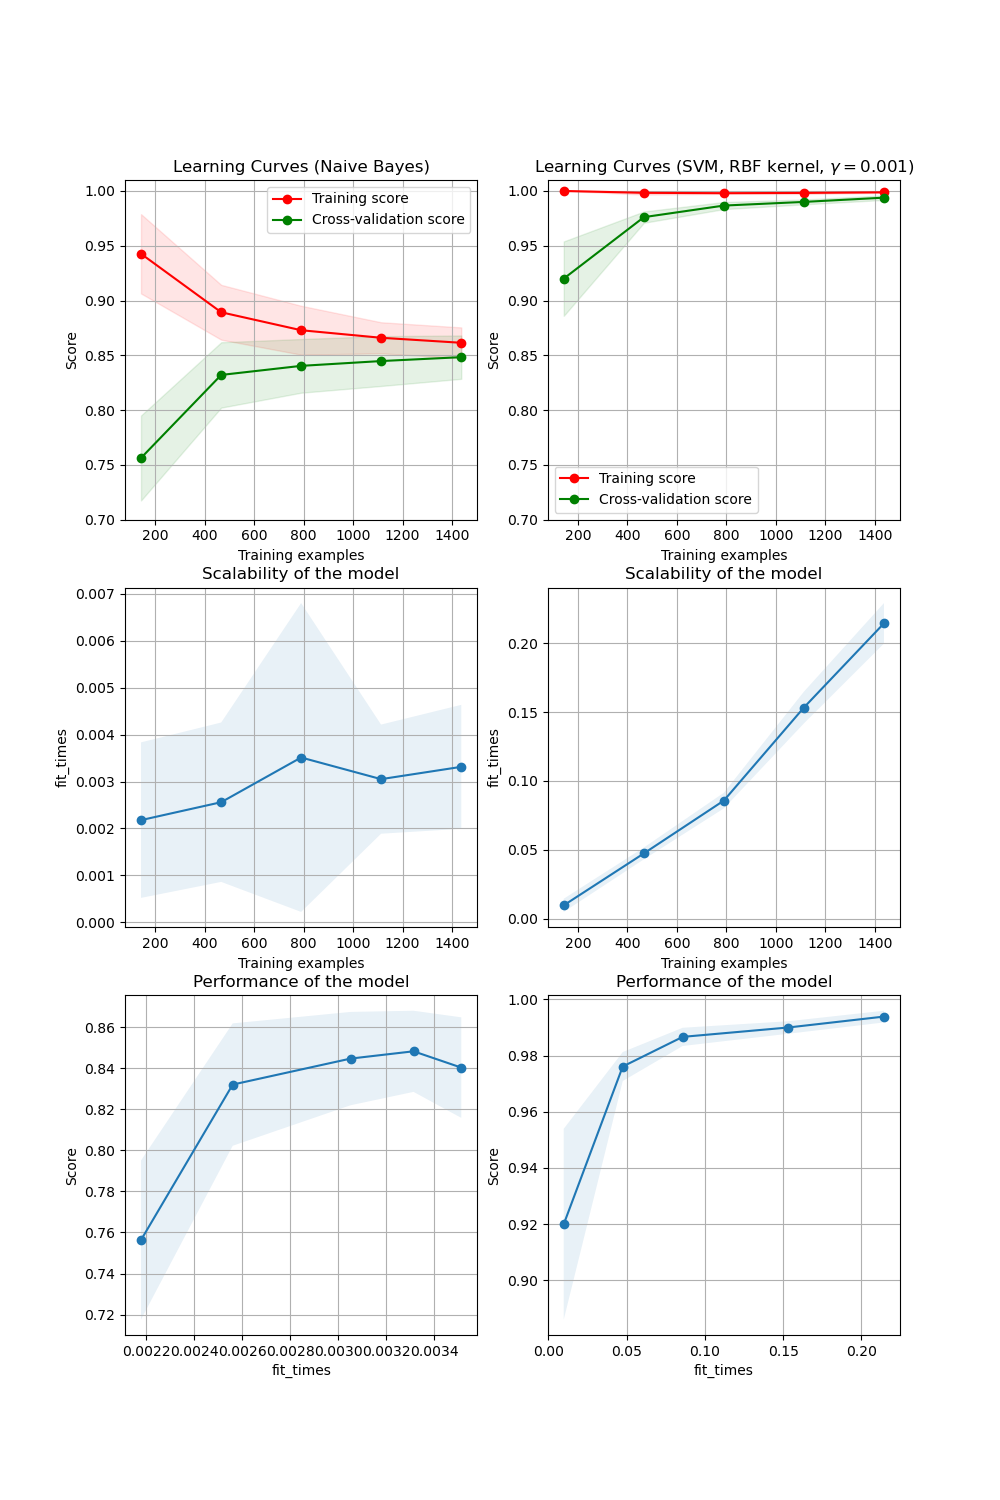 Learning Curves (Naive Bayes)
1.00
0.95
0.90
0.85
0.80
0.75
0.70
Score
Training score
Cross-validation score
200 400 600 800 1000 1200 1400
Training examples
Learning Curves (SVM, RBF kernel, γ = 0.001)
1.00
0.95
0.90
0.85
0.80
0.75
0.70
Score
Training score
Cross-validation score
200 400 600 800 1000 1200 1400
Training examples
Scalability of the model
0.007
0.006
0.005
0.004
0.003
0.002
0.001
0.000
fit_times
200 400 600 800 1000 1200 1400
Training examples
Scalability of the model
0.20
0.15
0.10
0.05
0.00
fit_times
200 400 600 800 1000 1200 1400
Training examples
Performance of the model
0.86
0.84
0.82
0.80
0.78
0.76
0.74
0.72
Score
0.0022 0.0024 0.0026 0.0028 0.0030 0.0032 0.0034
fit_times
Performance of the model
1.00
0.98
0.96
0.94
0.92
0.90
Score
0.00 0.05 0.10 0.15 0.20
fit_times